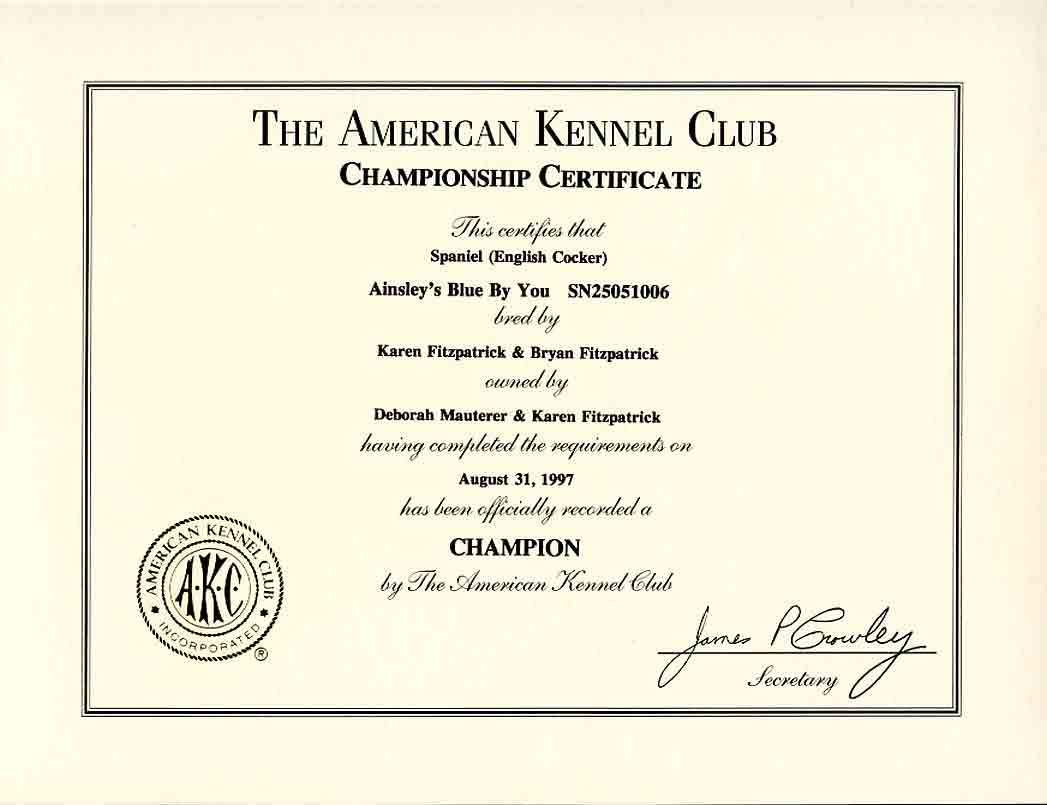 THE AMERICAN KENNEL CLUB
CHAMPIONSHIP CERTIFICATE
This certifies that
Spaniel (English Cocker)
Ainsley's Blue By You SN25051006
bred by
Karen Fitzpatrick & Bryan Fitzpatrick
owned by
Deborah Mauterer & Karen Fitzpatrick
having completed the requirements on
August 31, 1997
has been officially recorded a
CHAMPION
by The American Kennel Club
AMERICAN KENNEL CLUB
A·K·C
INCORPORATED
®
James P Crowley
Secretary